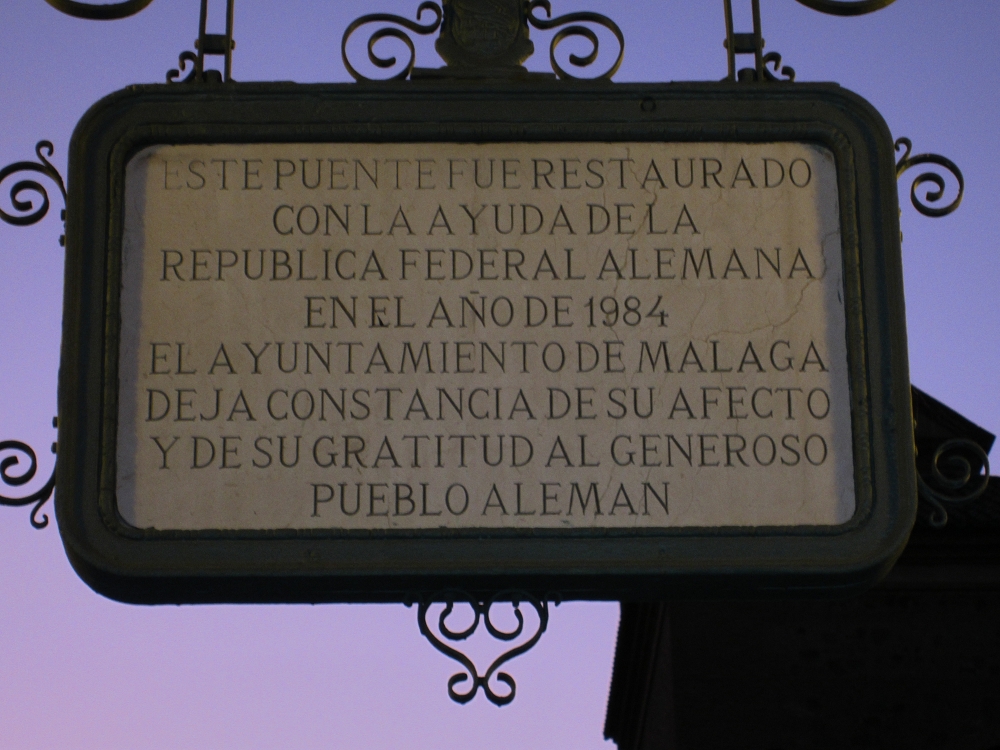 ESTE PUENTE FUE RESTAURADO
CON LA AYUDA DE LA
REPUBLICA FEDERAL ALEMANA
EN EL AÑO DE 1984
EL AYUNTAMIENTO DE MALAGA
DEJA CONSTANCIA DE SU AFECTO
Y DE SU GRATITUD AL GENEROSO
PUEBLO ALEMAN